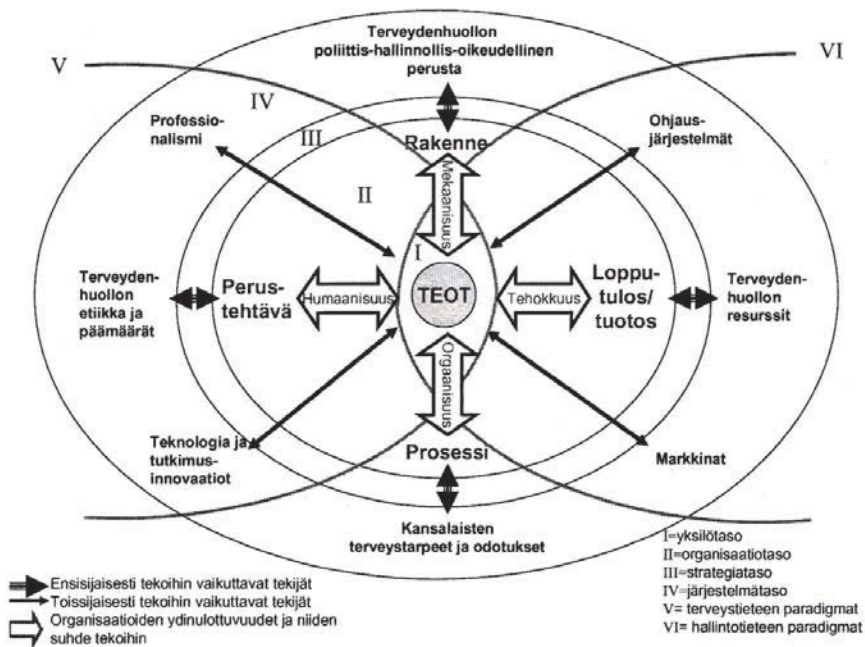 Terveydenhuollon
poliittis-hallinnollis-oikeudellinen
perusta
V
VI
IV
Professio-
nalismi
III
Rakenne
Ohjaus-
järjestelmät
II
Mekaanisuus
I
Terveyden-
huollon
etiikka ja
päämäärät
Perus-
tehtävä
Humaanisuus
TEOT
Tehokkuus
Loppu-
tulos/
tuotos
Terveyden-
huollon
resurssit
Orgaanisuus
Teknologia ja
tutkimus-
innovaatiot
Prosessi
Markkinat
Kansalaisten
terveystarpeet ja odotukset
Ensisijaisesti tekoihin vaikuttavat tekijät
Toissijaisesti tekoihin vaikuttavat tekijät
Organisaatioiden ydinulottuvuudet ja niiden
suhde tekoihin
I=yksilötaso
II=organisaatiotaso
III=strategiataso
IV=järjestelmätaso
V= terveystieteen paradigmat
VI= hallintotieteen paradigmat